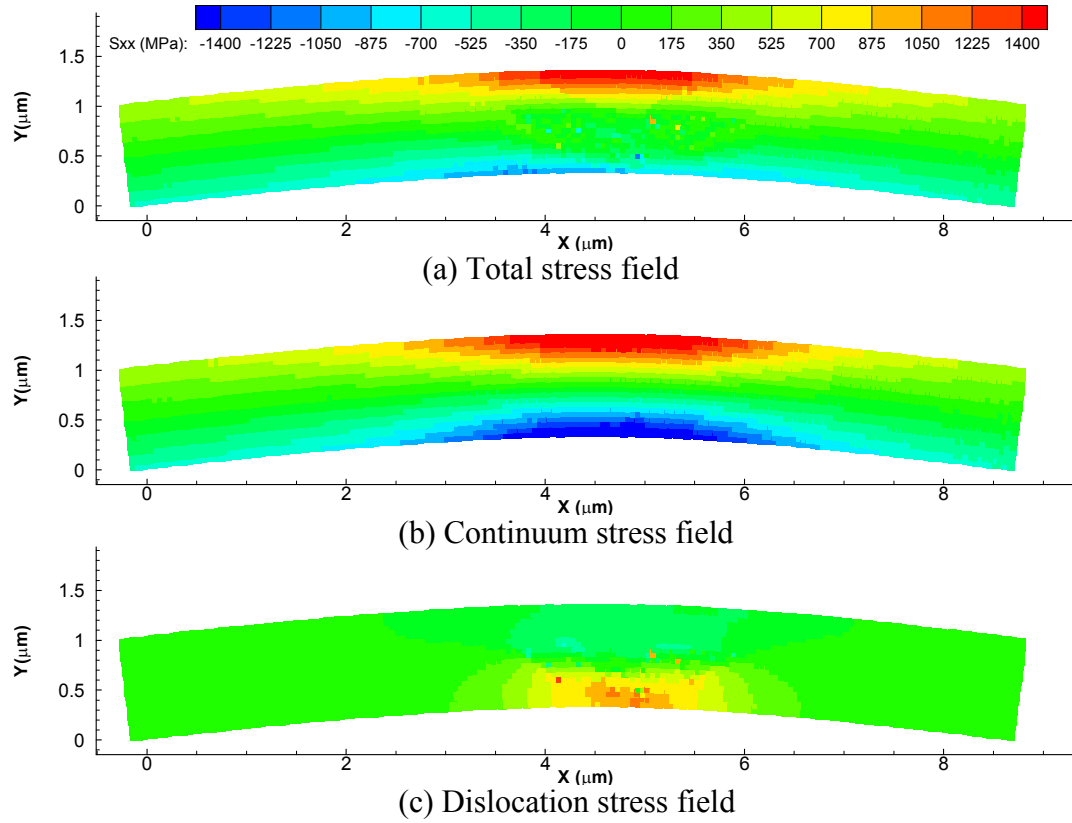 Sxx (MPa): -1400 -1225 -1050 -875 -700 -525 -350 -175 0 175 350 525 700 875 1050 1225 1400
Y(μm)
1.5
1
0.5
0
0 2 4 6 8
X (μm)
(a) Total stress field
Y(μm)
1.5
1
0.5
0
0 2 4 6 8
X (μm)
(b) Continuum stress field
Y(μm)
1.5
1
0.5
0
0 2 4 6 8
X (μm)
(c) Dislocation stress field